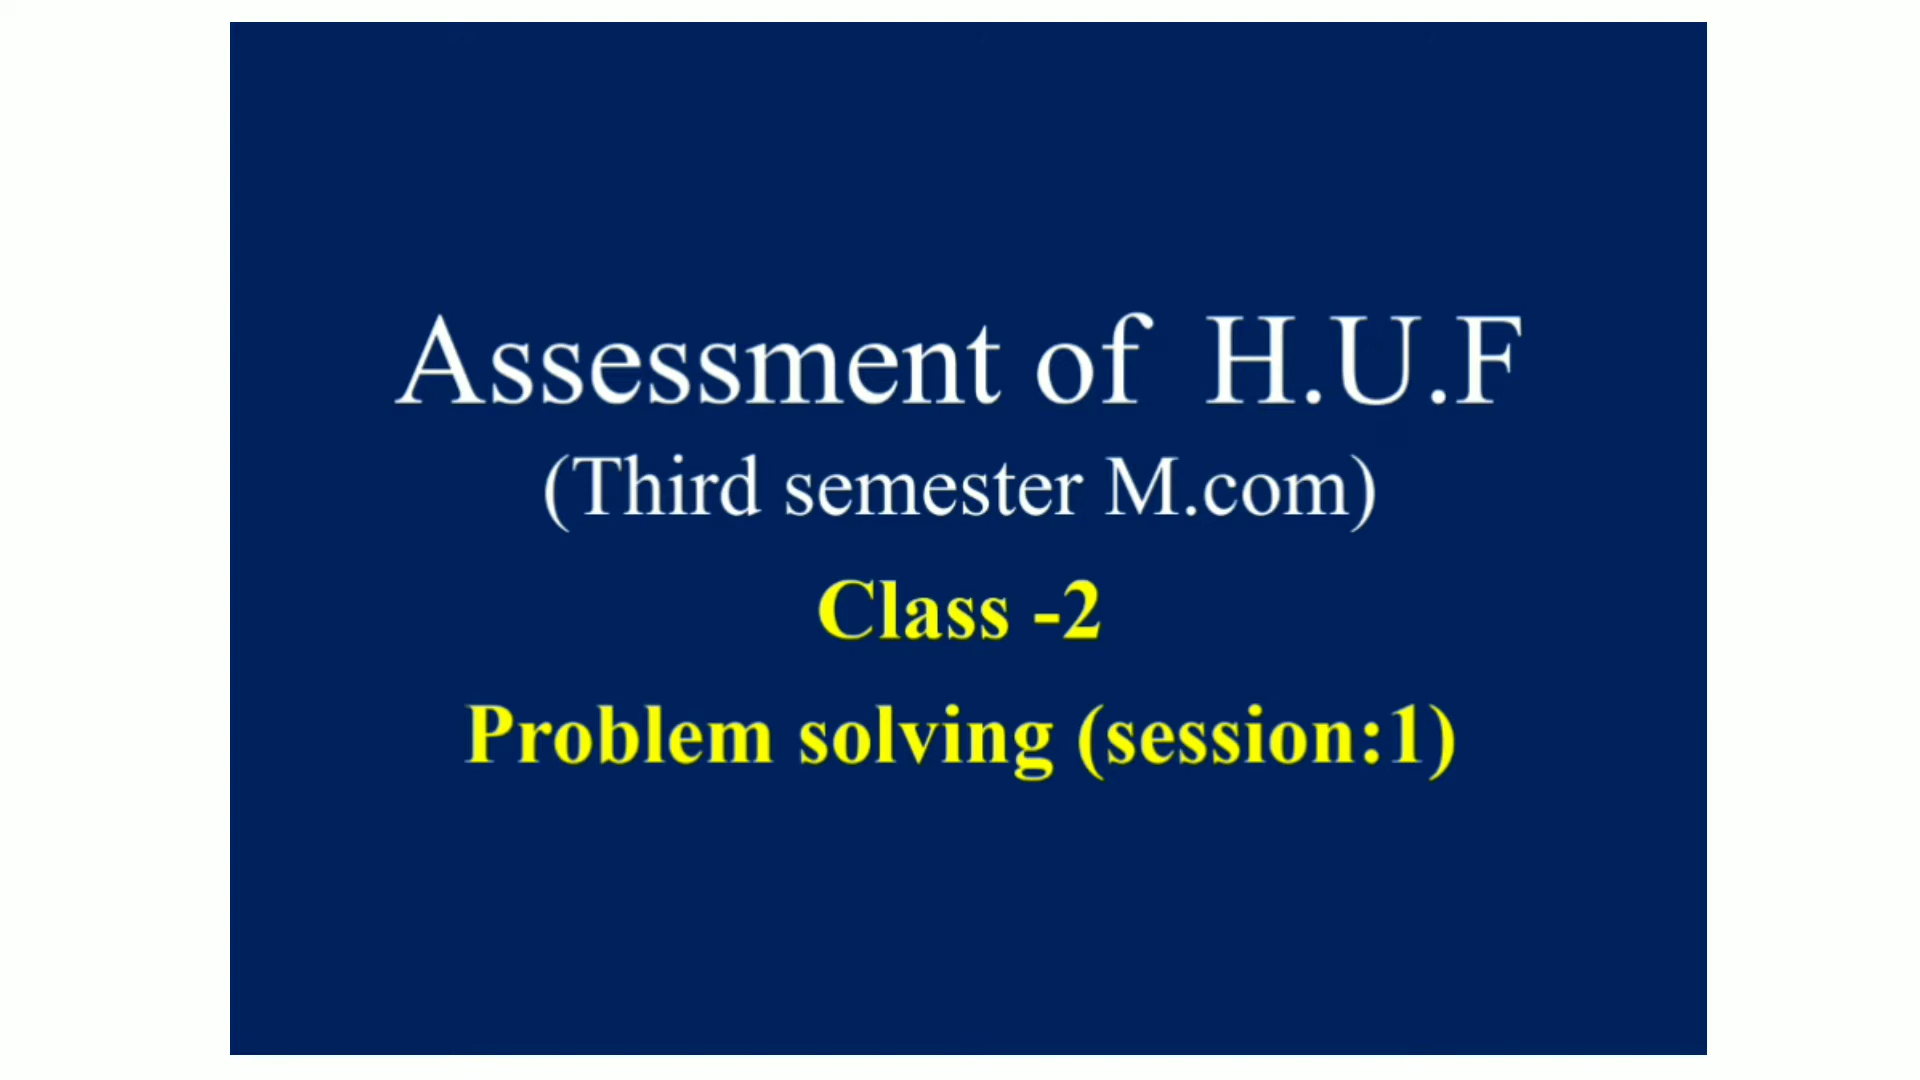 Assessment of H.U.F
(Third semester M.com)
Class -2
Problem solving (session:1)